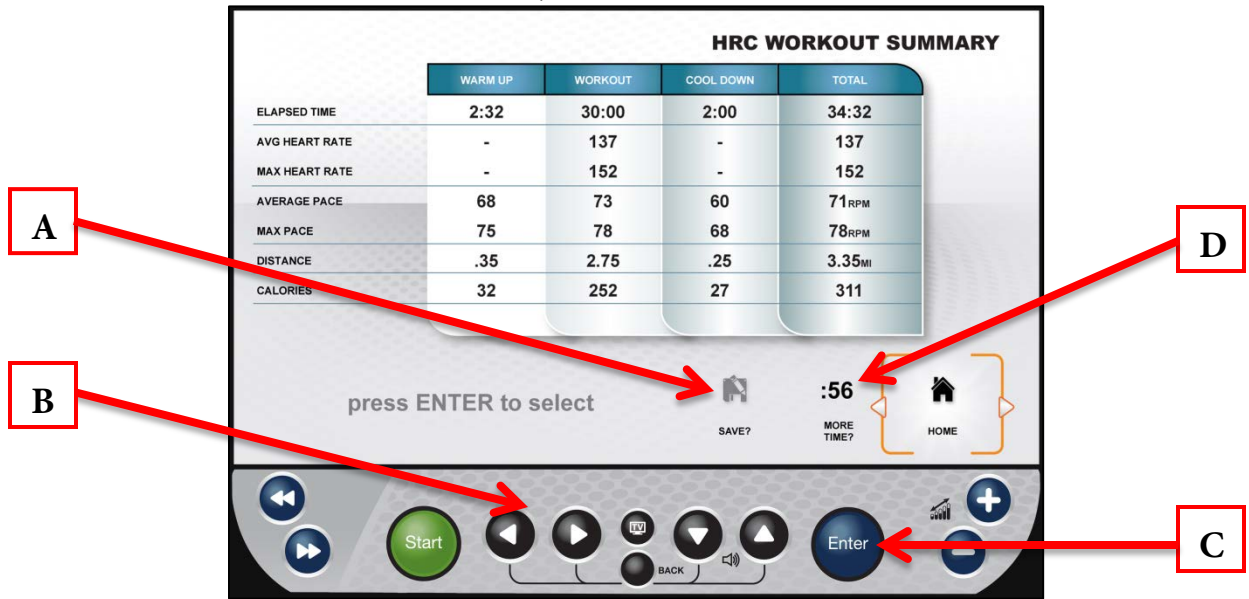 HRC WORKOUT SUMMARY
WARM UP WORKOUT COOL DOWN TOTAL
ELAPSED TIME 2:32 30:00 2:00 34:32
AVG HEART RATE - 137 - 137
MAX HEART RATE - 152 - 152
AVERAGE PACE 68 73 60 71RPM
MAX PACE 75 78 68 78RPM
DISTANCE .35 2.75 .25 3.35MI
CALORIES 32 252 27 311
A
D
B
press ENTER to select
:56
SAVE?
MORE
TIME?
HOME
Start
TV
BACK
Enter
C